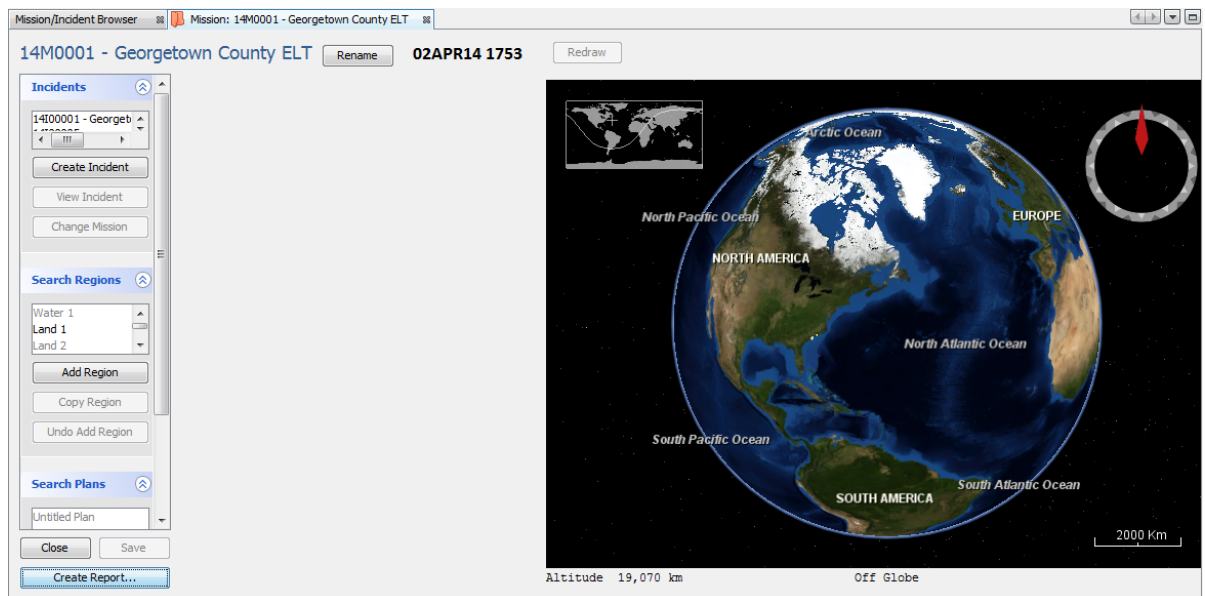 Mission/Incident Browser
Mission: 14M0001 - Georgetown County ELT
14M0001 - Georgetown County ELT
Rename
02APR14 1753
Redraw
Incidents
14I00001 - Georget
Create Incident
View Incident
Change Mission
Search Regions
Water 1
Land 1
Land 2
Add Region
Copy Region
Undo Add Region
Search Plans
Untitled Plan
Close
Save
Create Report...
Arctic Ocean
North Pacific Ocean
EUROPE
NORTH AMERICA
North Atlantic Ocean
South Pacific Ocean
South Atlantic Ocean
SOUTH AMERICA
2000 Km
Altitude 19,070 km
Off Globe